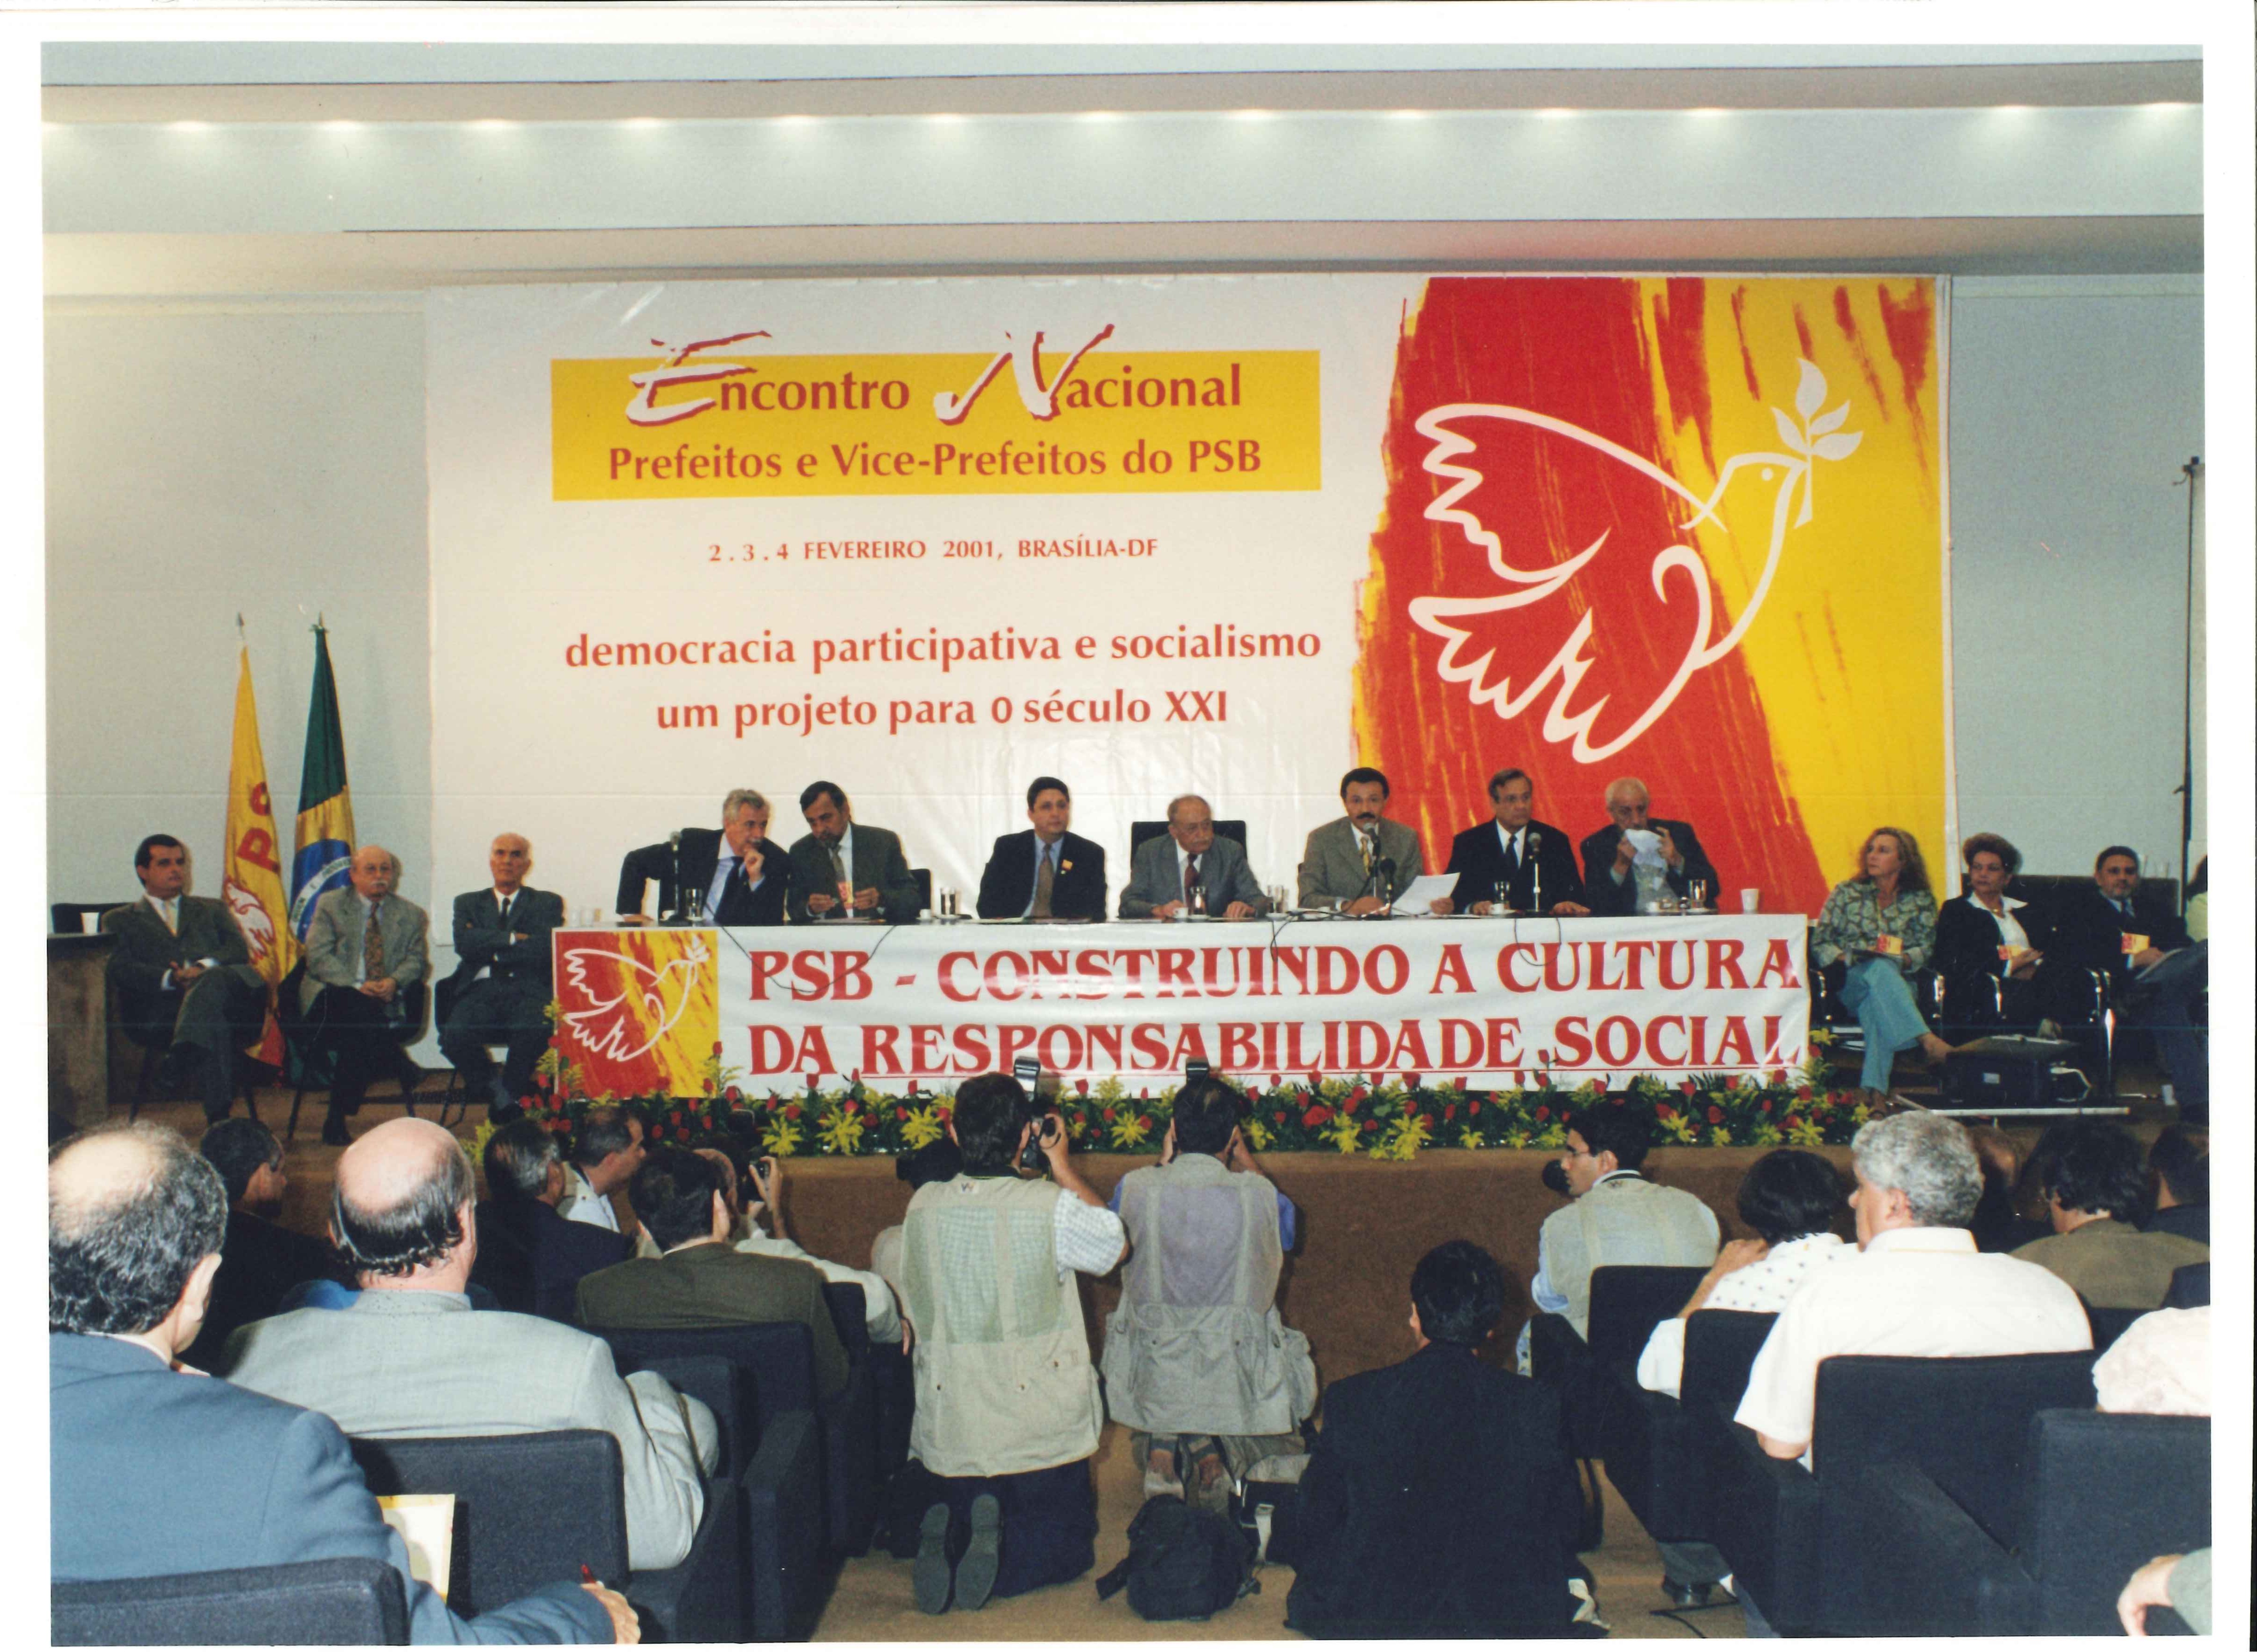 Encontro Nacional
Prefeitos e Vice-Prefeitos do PSB
2.3.4 FEVEREIRO 2001, BRASÍLIA-DF
democracia participativa e socialismo
um projeto para o século XXI
PSB - CONSTRUINDO A CULTURA
DA RESPONSABILIDADE SOCIAL